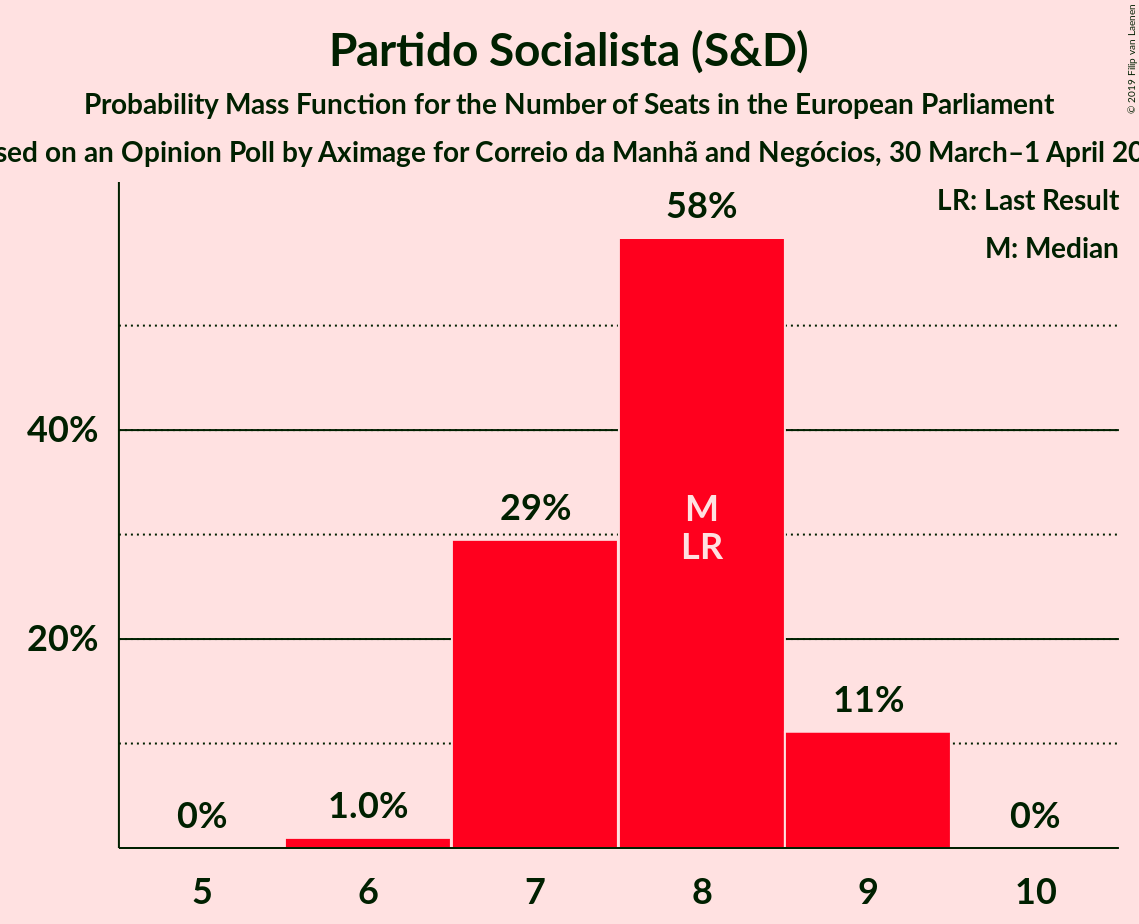 Partido Socialista (S&D)
Probability Mass Function for the Number of Seats in the European Parliament
sed on an Opinion Poll by Aximage for Correio da Manhã and Negócios, 30 March–1 April 20
© 2019 Filip van Laenen
LR: Last Result
M: Median
58%
40%
29%
M
LR
20%
11%
1.0%
0%
0%
5 6 7 8 9 10